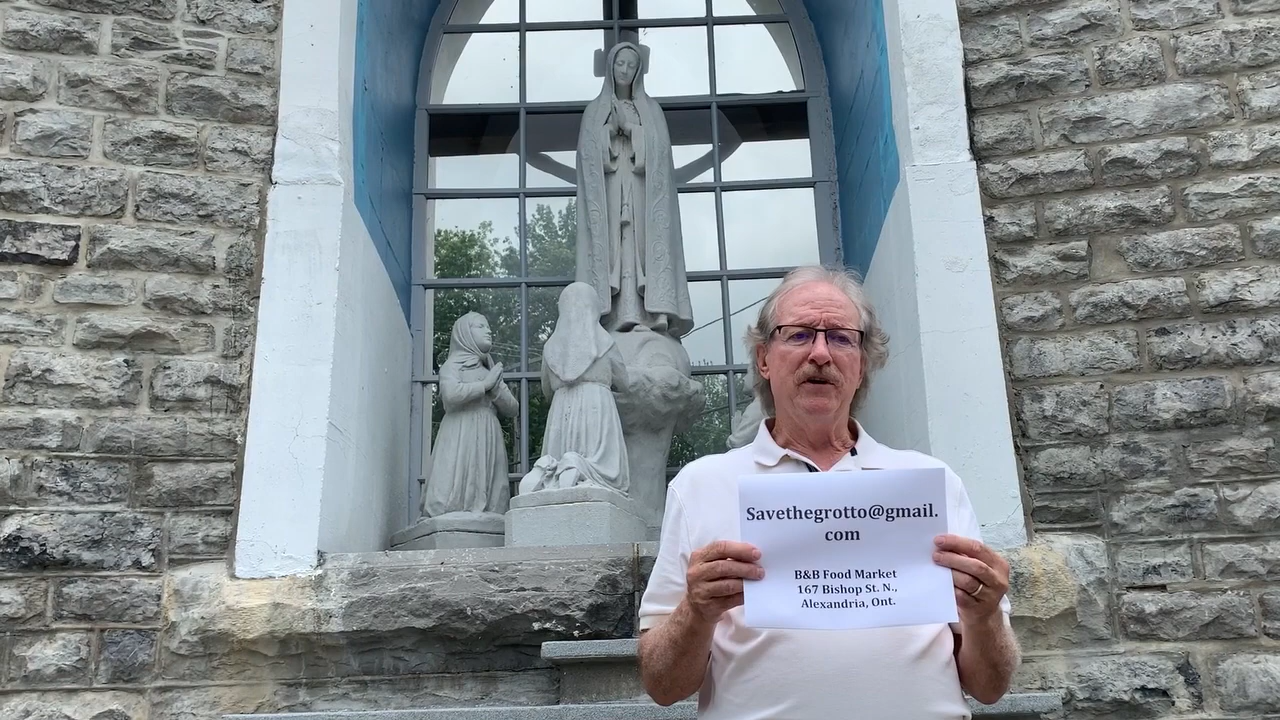 Savethegrotto@gmail.
com
B&B Food Market
167 Bishop St. N.,
Alexandria, Ont.